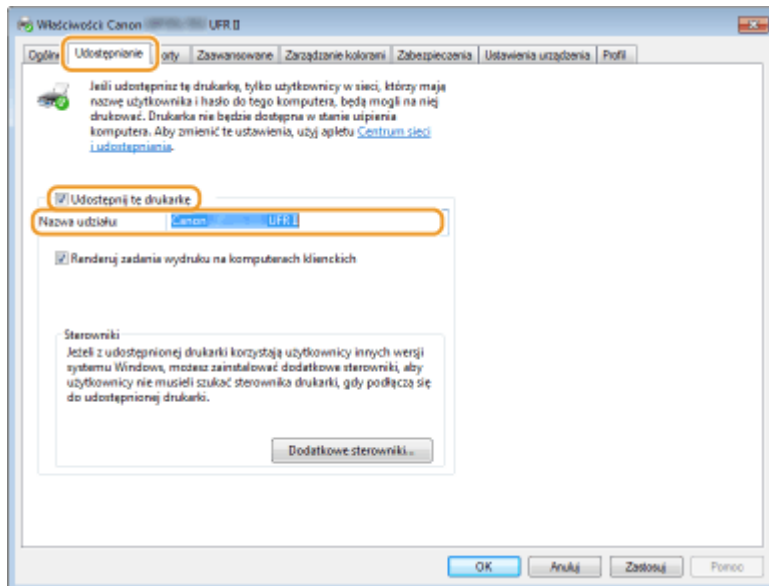 Właściwości: Canon UFR II
Ogólne Udostępnianie orty Zaawansowane Zarządzanie kolorami Zabezpieczenia Ustawienia urządzenia Profil
Jeśli udostępnisz tę drukarkę, tylko użytkownicy w sieci, którzy mają
nazwę użytkownika i hasło do tego komputera, będą mogli na niej
drukować. Drukarka nie będzie dostępna w stanie uśpienia
komputera. Aby zmienić te ustawienia, użyj apletu Centrum sieci
i udostępniania.
Udostępnij tę drukarkę
Nazwa udziału: Canon UFR II
Renderuj zadania wydruku na komputerach klienckich
Sterowniki
Jeżeli z udostępnionej drukarki korzystają użytkownicy innych wersji
systemu Windows, możesz zainstalować dodatkowe sterowniki, aby
użytkownicy nie musieli szukać sterownika drukarki, gdy podłączą się
do udostępnionej drukarki.
Dodatkowe sterowniki...
OK Anuluj Zastosuj Pomoc